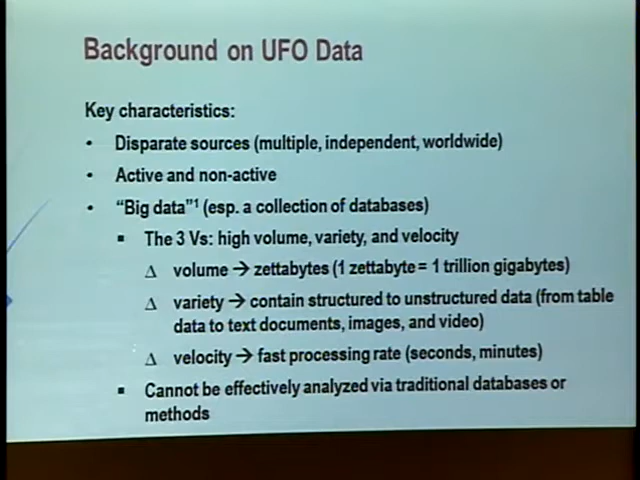 Background on UFO Data
Key characteristics:
• Disparate sources (multiple, independent, worldwide)
• Active and non-active
• “Big data”¹ (esp. a collection of databases)
▪ The 3 Vs: high volume, variety, and velocity
Δ volume → zettabytes (1 zettabyte = 1 trillion gigabytes)
Δ variety → contain structured to unstructured data (from table
data to text documents, images, and video)
Δ velocity → fast processing rate (seconds, minutes)
▪ Cannot be effectively analyzed via traditional databases or
methods